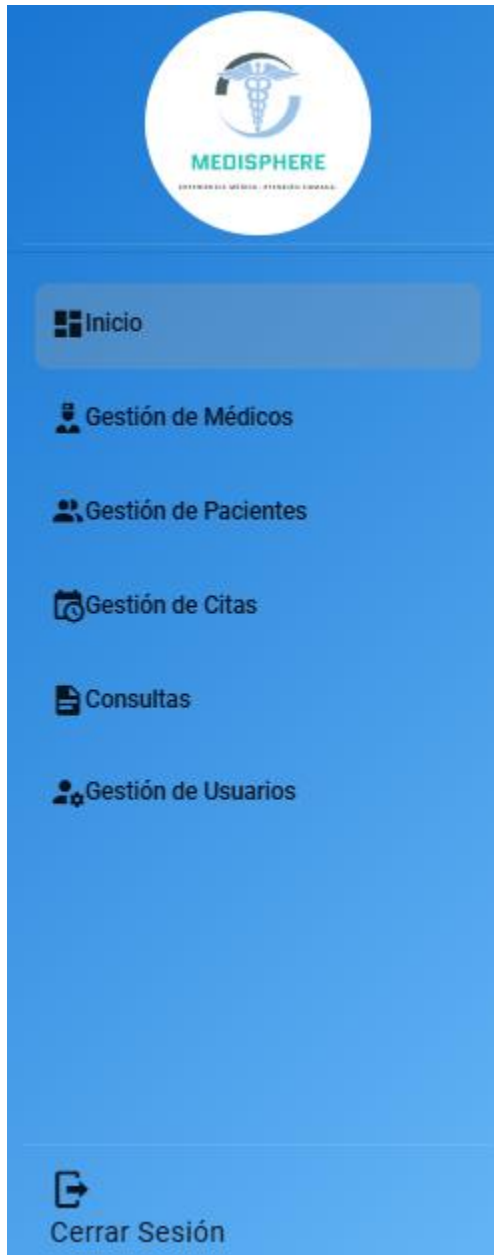 MEDISPHERE
Inicio
Gestión de Médicos
Gestión de Pacientes
Gestión de Citas
Consultas
Gestión de Usuarios
Cerrar Sesión